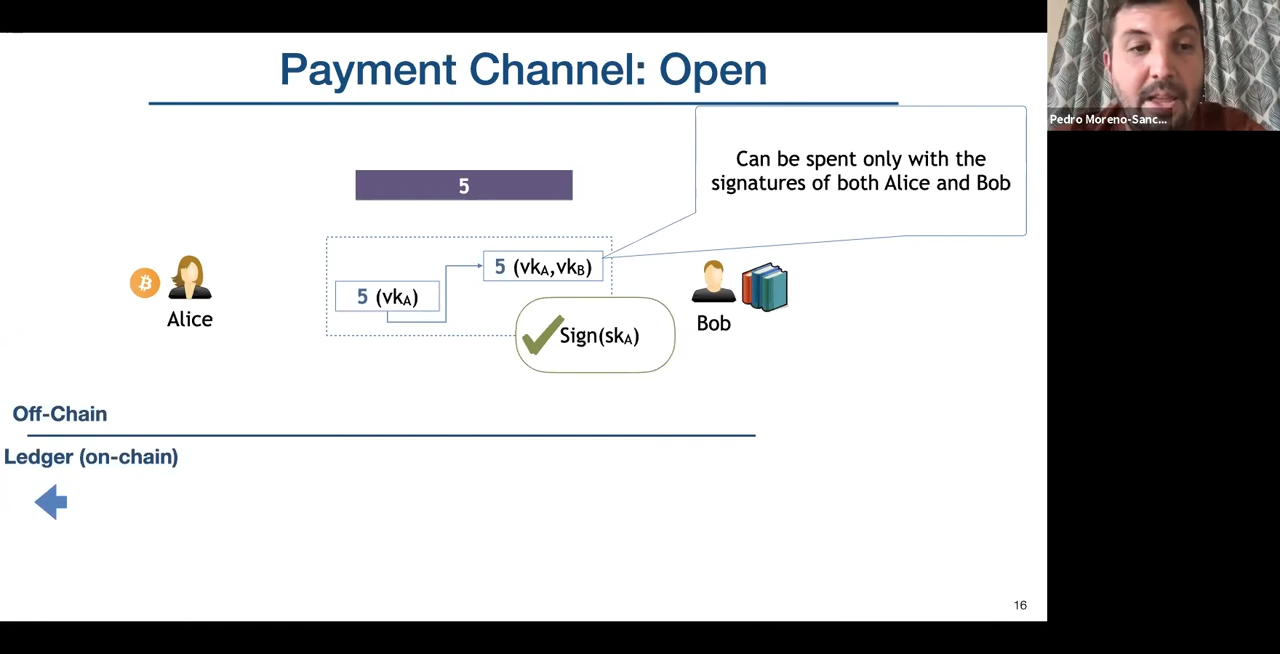 Payment Channel: Open
Pedro Moreno-Sanc...
Can be spent only with the
signatures of both Alice and Bob
5
5 (vkA,vkB)
5 (vkA)
Alice
Sign(skA)
Bob
Off-Chain
Ledger (on-chain)
16